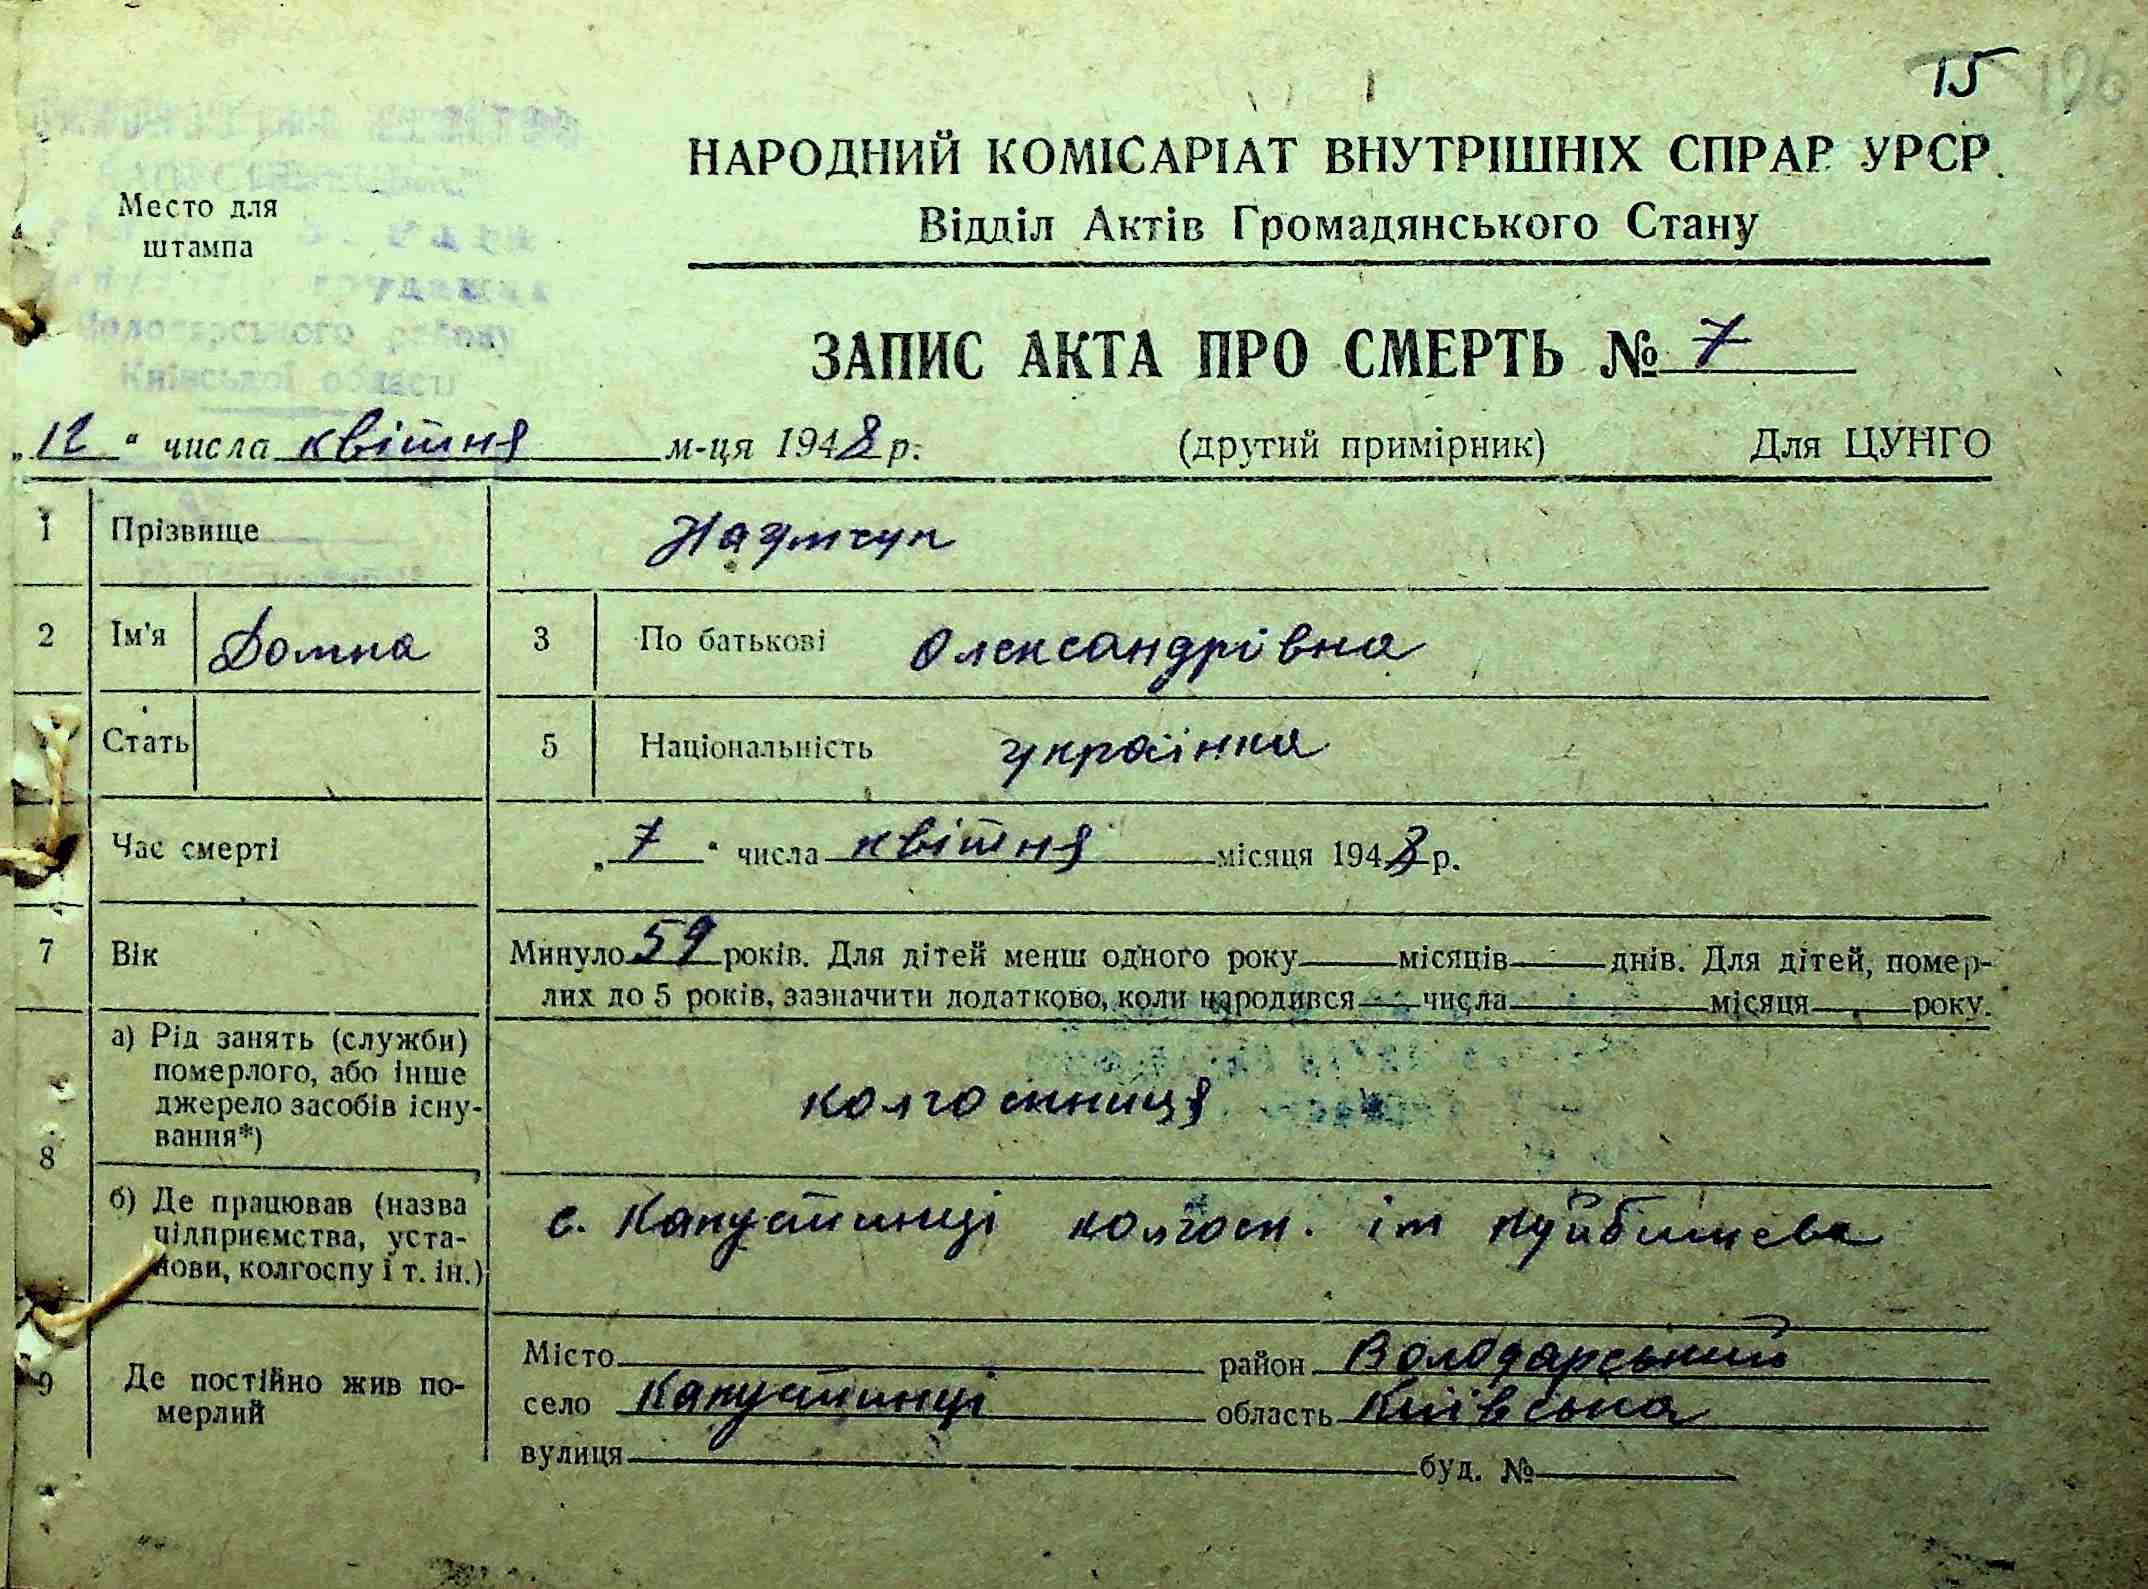 15 196
НАРОДНИЙ КОМІСАРІАТ ВНУТРІШНІХ СПРАР УРСР
Відділ Актів Громадянського Стану
Место для
штампа
Володарського району
Київської області
ЗАПИС АКТА ПРО СМЕРТЬ № 7
„12“ числа квітня м-ця 1948 р. (другий примірник) Для ЦУНГО
1 Прізвище Наумчук
2 Ім'я Домна 3 По батькові Олександрівна
Стать 5 Національність українка
Час смерті „7“ числа квітня місяця 1948 р.
7 Вік Минуло 59 років. Для дітей менш одного року місяців днів. Для дітей, помер-
лих до 5 років, зазначити додатково, коли народився числа місяця року.
8 а) Рід занять (служби)
померлого, або інше
джерело засобів існу-
вання*)
колгоспниця
б) Де працював (назва
підприємства, уста-
нови, колгоспу і т. ін.)
с. Капустинці колгосп. ім Куйбишева
9 Де постійно жив по-
мерлий
Місто район Володарський
село Капустинці область Київська
вулиця буд. №